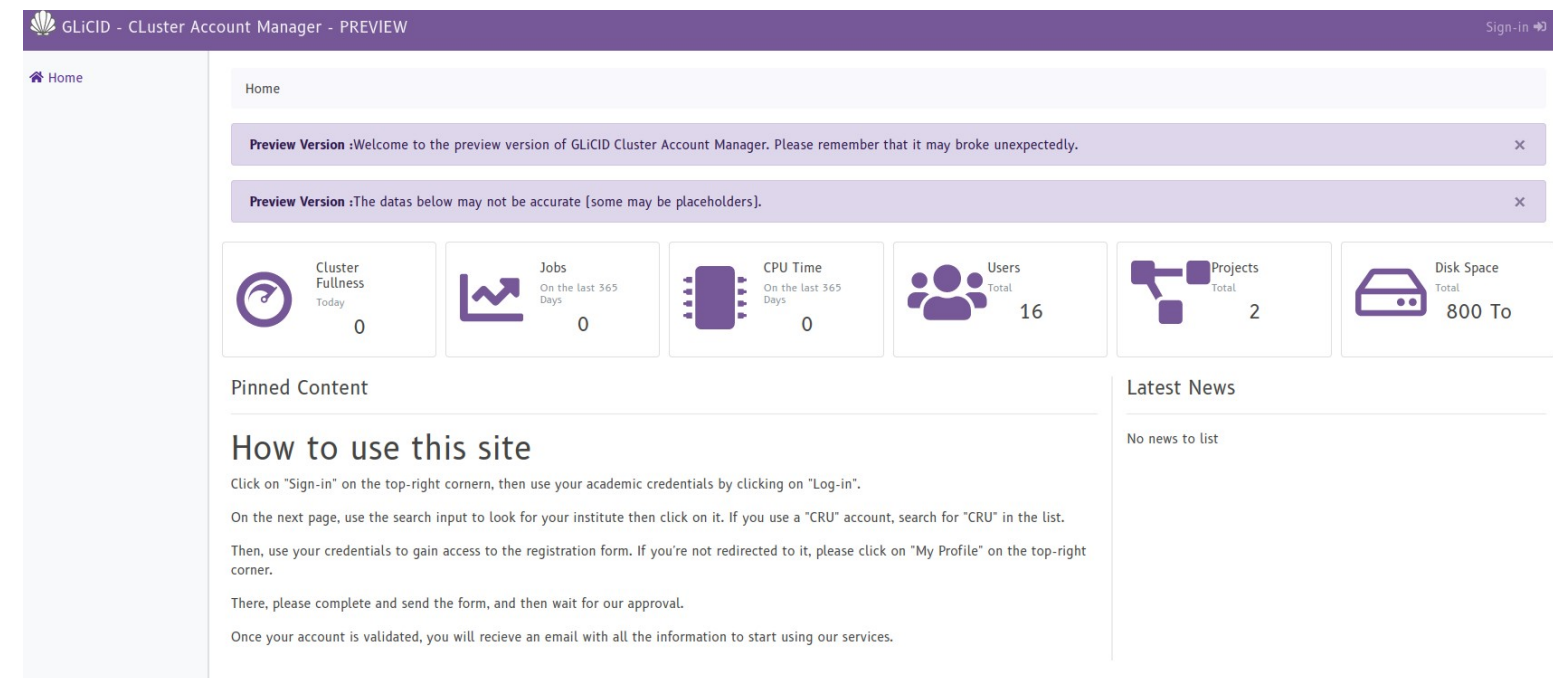 GLiCID - CLuster Account Manager - PREVIEW
Sign-in
Home
Home
Preview Version :Welcome to the preview version of GLiCID Cluster Account Manager. Please remember that it may broke unexpectedly.
×
Preview Version :The datas below may not be accurate [some may be placeholders].
×
Cluster
Fullness
Today
0
Jobs
On the last 365
Days
0
CPU Time
On the last 365
Days
0
Users
Total
16
Projects
Total
2
Disk Space
Total
800 To
Pinned Content
How to use this site
Click on "Sign-in" on the top-right cornern, then use your academic credentials by clicking on "Log-in".
On the next page, use the search input to look for your institute then click on it. If you use a "CRU" account, search for "CRU" in the list.
Then, use your credentials to gain access to the registration form. If you're not redirected to it, please click on "My Profile" on the top-right
corner.
There, please complete and send the form, and then wait for our approval.
Once your account is validated, you will recieve an email with all the information to start using our services.
Latest News
No news to list